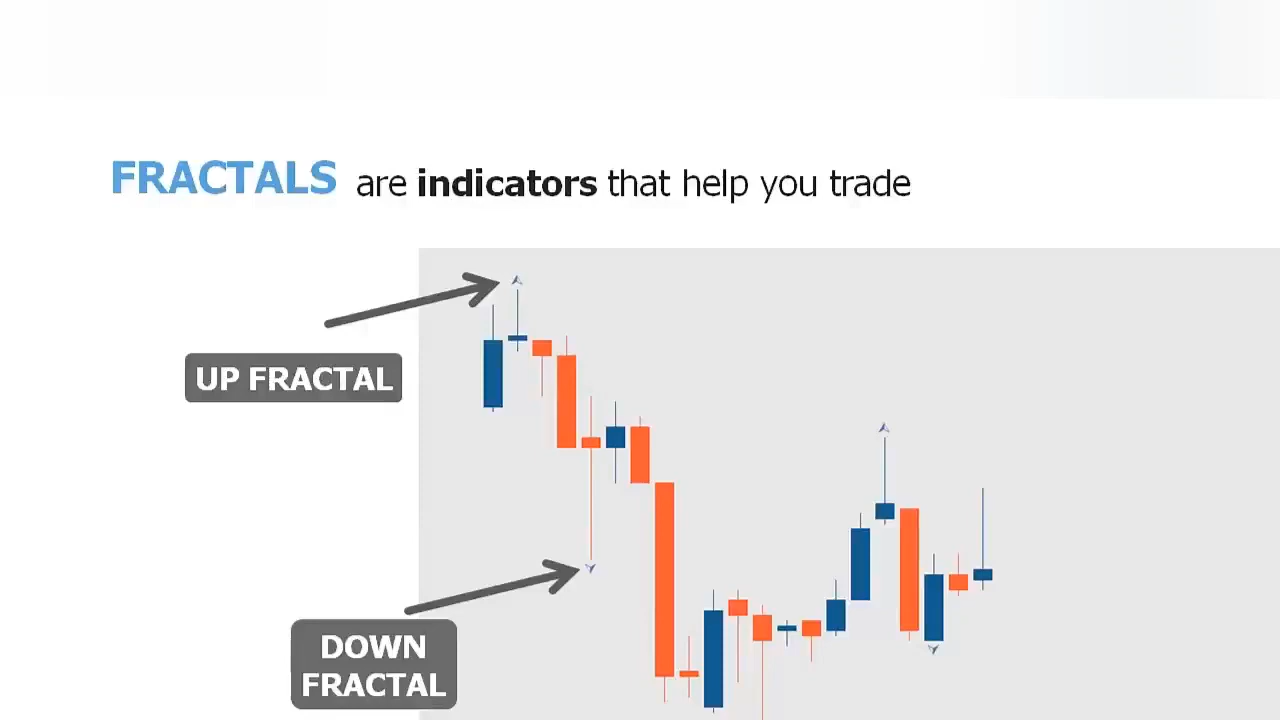 FRACTALS are indicators that help you trade
UP FRACTAL
DOWN
FRACTAL